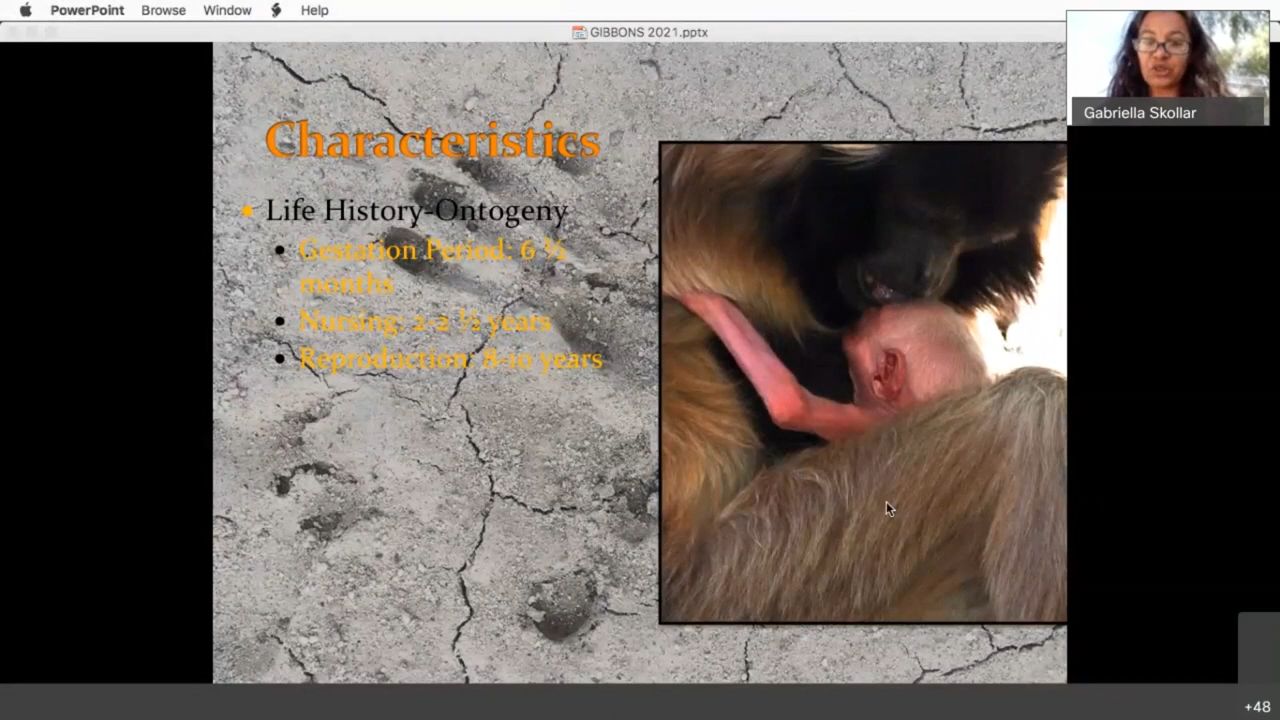 PowerPoint Browse Window Help
GIBBONS 2021.pptx
Gabriella Skollar
Characteristics
Life History-Ontogeny
Gestation Period: 6 ½
months
Nursing: 2-2 ½ years
Reproduction: 8-10 years
+48